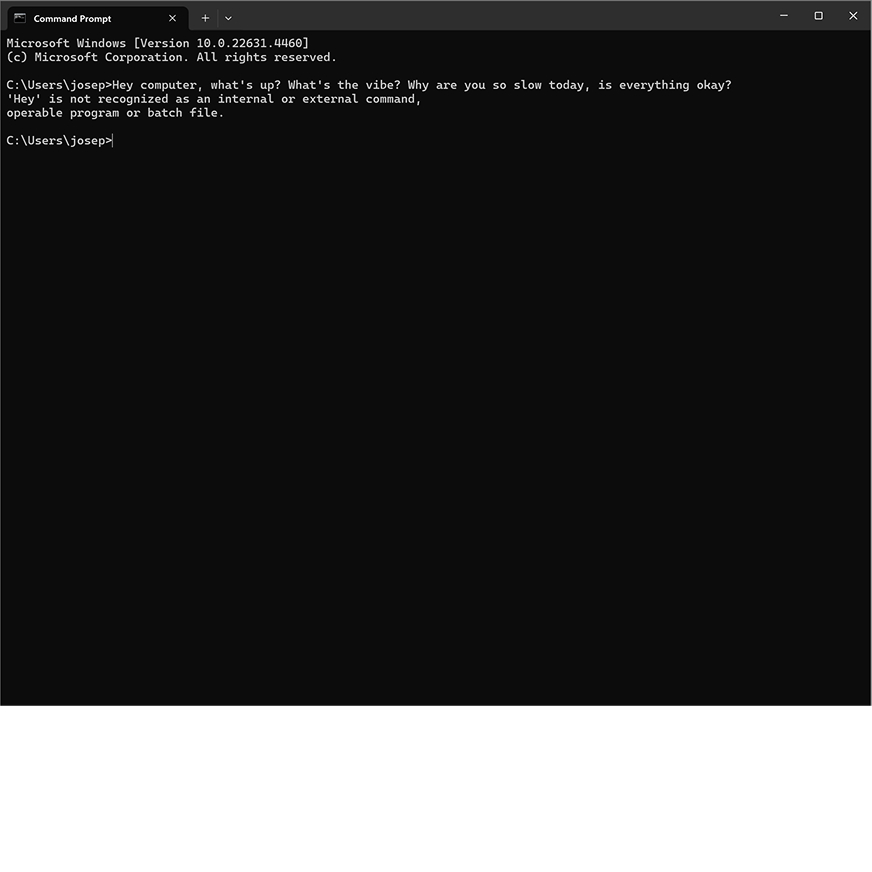 Command Prompt
Microsoft Windows [Version 10.0.22631.4460]
(c) Microsoft Corporation. All rights reserved.
C:\Users\josep>Hey computer, what's up? What's the vibe? Why are you so slow today, is everything okay?
'Hey' is not recognized as an internal or external command,
operable program or batch file.
C:\Users\josep>